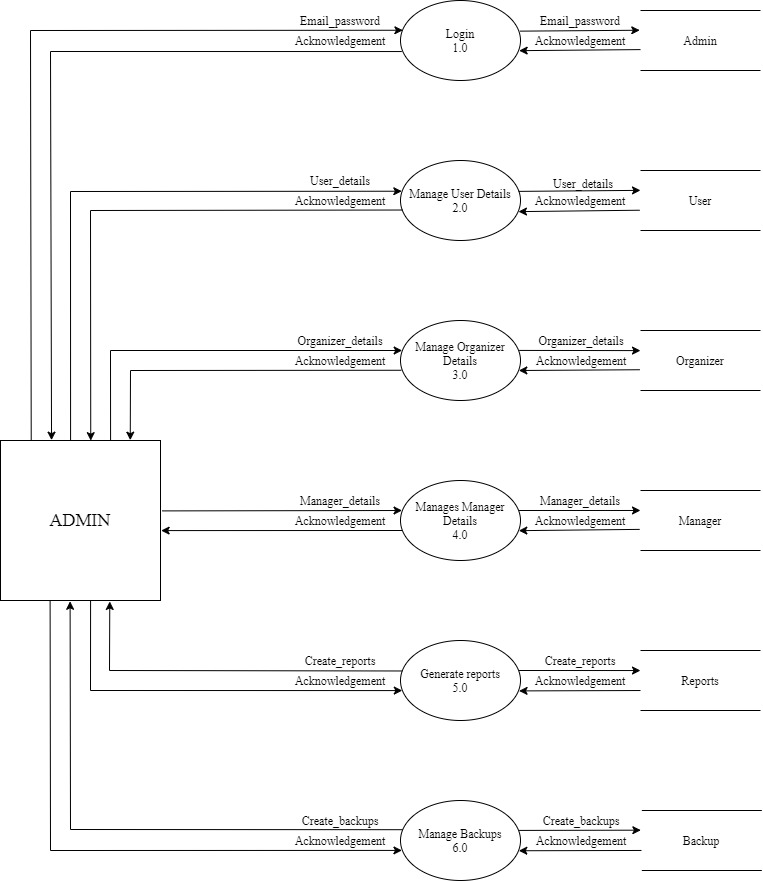 Email_password
Email_password
Login
1.0
Acknowledgement
Acknowledgement
Admin
User_details
User_details
Manage User Details
2.0
Acknowledgement
Acknowledgement
User
Organizer_details
Organizer_details
Manage Organizer
Details
3.0
Acknowledgement
Acknowledgement
Organizer
ADMIN
Manager_details
Manager_details
Manages Manager
Details
4.0
Acknowledgement
Acknowledgement
Manager
Create_reports
Create_reports
Generate reports
5.0
Acknowledgement
Acknowledgement
Reports
Create_backups
Create_backups
Manage Backups
6.0
Acknowledgement
Acknowledgement
Backup